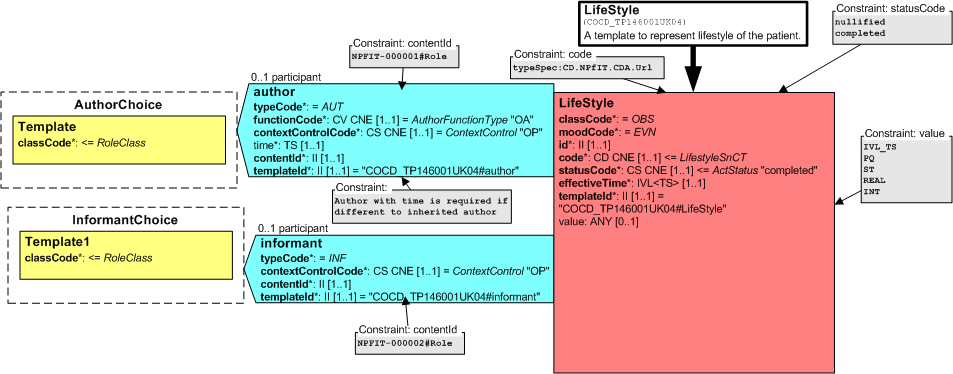 LifeStyle
(COCD_TP146001UK04)
A template to represent lifestyle of the patient.
Constraint: statusCode
nullified
completed
Constraint: contentId
NPFIT-000001#Role
Constraint: code
typeSpec:CD.NPfIT.CDA.Url
0..1 participant
author
typeCode*: = AUT
functionCode*: CV CNE [1..1] = AuthorFunctionType "OA"
contextControlCode*: CS CNE [1..1] = ContextControl "OP"
time*: TS [1..1]
contentId*: II [1..1]
templateId*: II [1..1] = "COCD_TP146001UK04#author"
AuthorChoice
Template
classCode*: <= RoleClass
Constraint:
Author with time is required if
different to inherited author
LifeStyle
classCode*: = OBS
moodCode*: = EVN
id*: II [1..1]
code*: CD CNE [1..1] <= LifestyleSnCT
statusCode*: CS CNE [1..1] <= ActStatus "completed"
effectiveTime*: IVL<TS> [1..1]
templateId*: II [1..1] =
"COCD_TP146001UK04#LifeStyle"
value: ANY [0..1]
Constraint: value
IVL_TS
PQ
ST
REAL
INT
InformantChoice
Template1
classCode*: <= RoleClass
0..1 participant
informant
typeCode*: = INF
contextControlCode*: CS CNE [1..1] = ContextControl "OP"
contentId*: II [1..1]
templateId*: II [1..1] = "COCD_TP146001UK04#informant"
Constraint: contentId
NPFIT-000002#Role